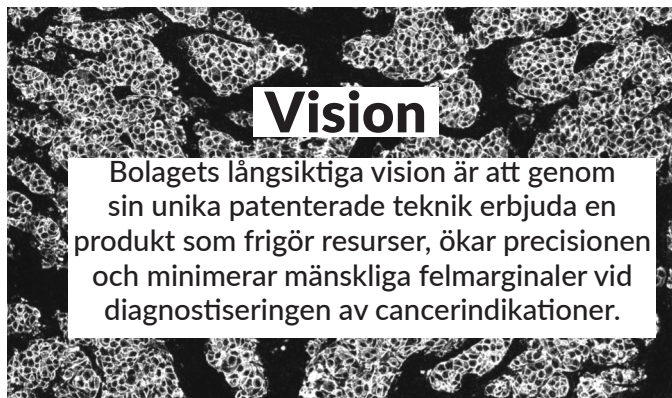 Vision
Bolagets långsiktiga vision är att genom
sin unika patenterade teknik erbjuda en
produkt som frigör resurser, ökar precisionen
och minimerar mänskliga felmarginaler vid
diagnostiseringen av cancerindikationer.